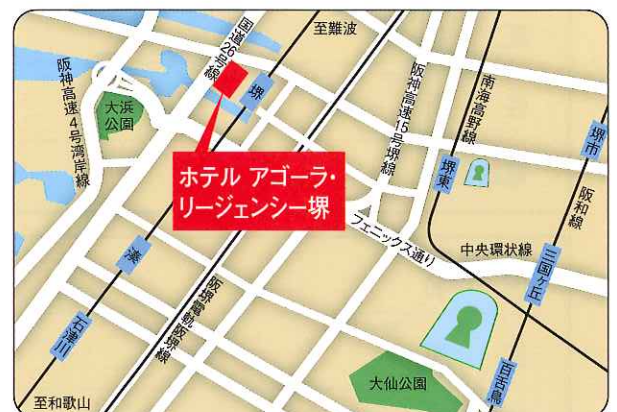 至難波
国道26号線
阪神高速4号湾岸線
大浜
公園
堺
阪神高速15号堺線
南海高野線
堺東
堺市
阪和線
ホテル アゴーラ・
リージェンシー堺
フェニックス通り
中央環状線
三国ヶ丘
湊
阪堺電軌阪堺線
石津川
大仙公園
百舌鳥
至和歌山